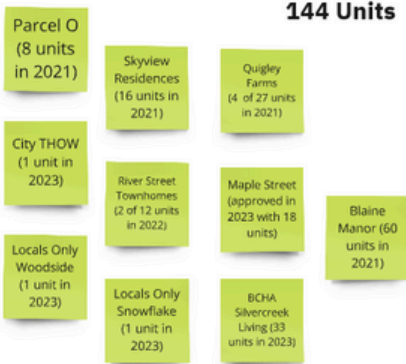 144 Units
Parcel O
(8 units
in 2021)
Skyview
Residences
(16 units in
2021)
Quigley
Farms
(4 of 27 units
in 2021)
City THOW
(1 unit in
2023)
River Street
Townhomes
(2 of 12 units
in 2022)
Maple Street
(approved in
2023 with 18
units)
Blaine
Manor (60
units in
2021)
Locals Only
Woodside
(1 unit in
2023)
Locals Only
Snowflake
(1 unit in
2023)
BCHA
Silvercreek
Living (33
units in 2023)